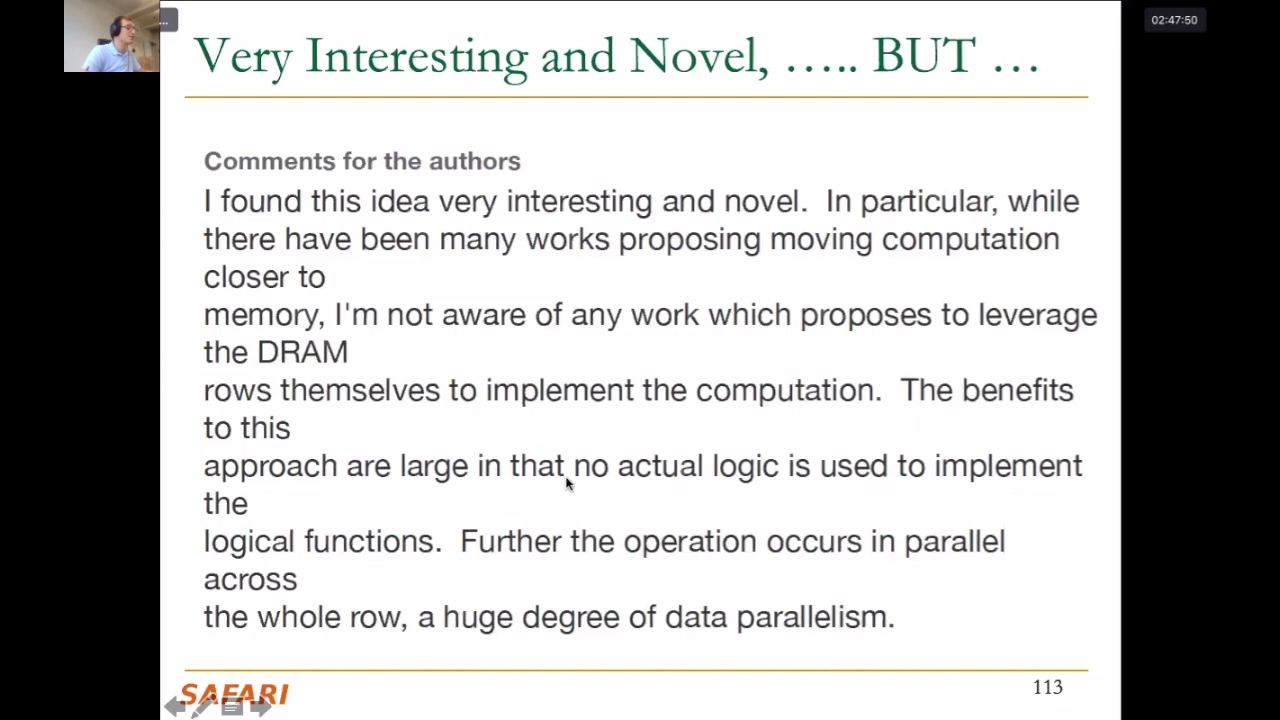 ...
02:47:50
Very Interesting and Novel, ….. BUT …
Comments for the authors
I found this idea very interesting and novel.  In particular, while
there have been many works proposing moving computation
closer to
memory, I'm not aware of any work which proposes to leverage
the DRAM
rows themselves to implement the computation.  The benefits
to this
approach are large in that no actual logic is used to implement
the
logical functions.  Further the operation occurs in parallel
across
the whole row, a huge degree of data parallelism.
SAFARI
113